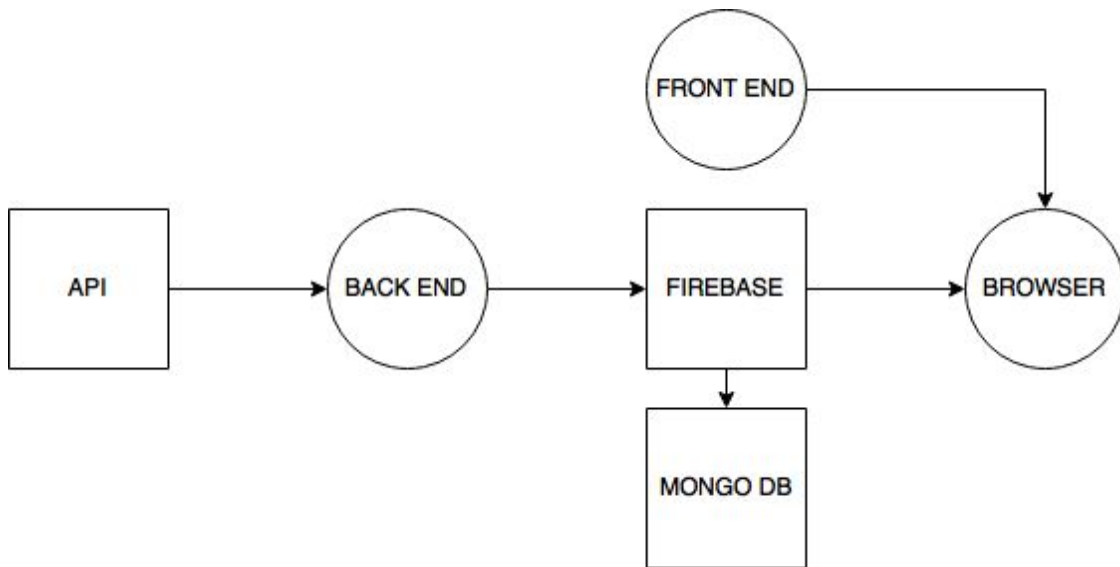 FRONT END
API
BACK END
FIREBASE
BROWSER
MONGO DB